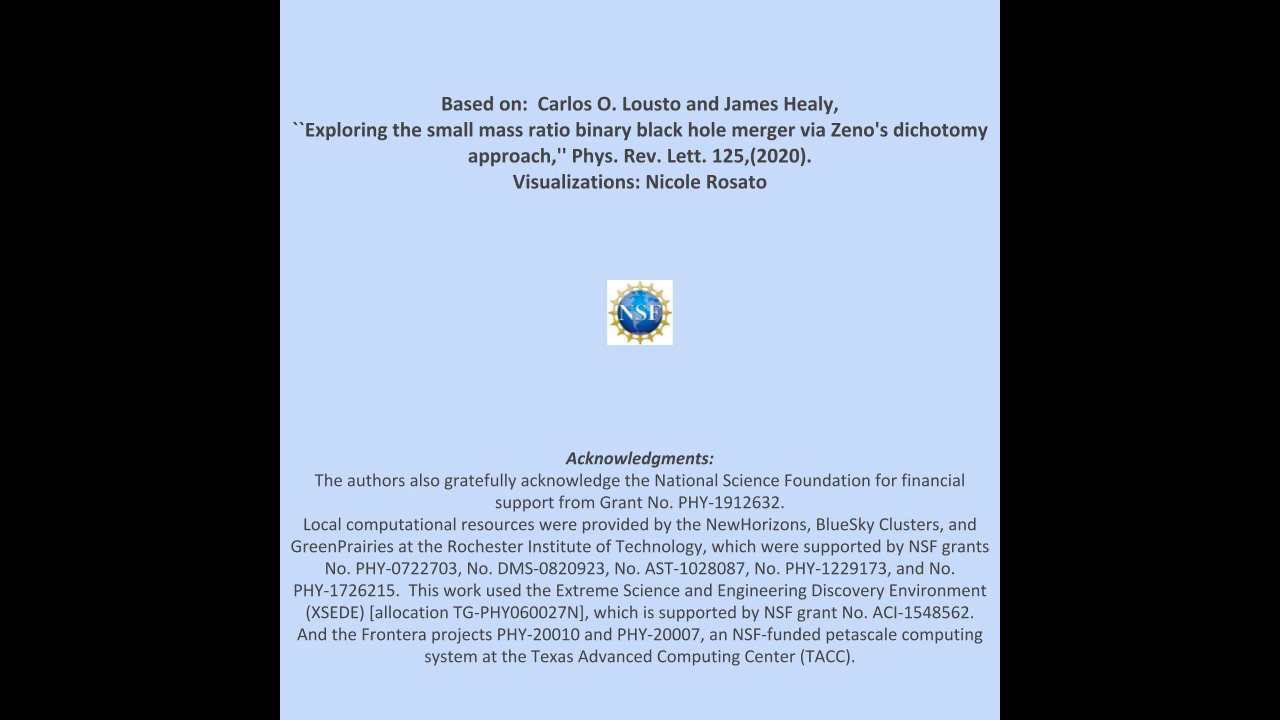 Based on:  Carlos O. Lousto and James Healy,
``Exploring the small mass ratio binary black hole merger via Zeno's dichotomy
approach,'' Phys. Rev. Lett. 125,(2020).
Visualizations: Nicole Rosato
NSF
Acknowledgments:
The authors also gratefully acknowledge the National Science Foundation for financial
support from Grant No. PHY-1912632.
Local computational resources were provided by the NewHorizons, BlueSky Clusters, and
GreenPrairies at the Rochester Institute of Technology, which were supported by NSF grants
No. PHY-0722703, No. DMS-0820923, No. AST-1028087, No. PHY-1229173, and No.
PHY-1726215.  This work used the Extreme Science and Engineering Discovery Environment
(XSEDE) [allocation TG-PHY060027N], which is supported by NSF grant No. ACI-1548562.
And the Frontera projects PHY-20010 and PHY-20007, an NSF-funded petascale computing
system at the Texas Advanced Computing Center (TACC).